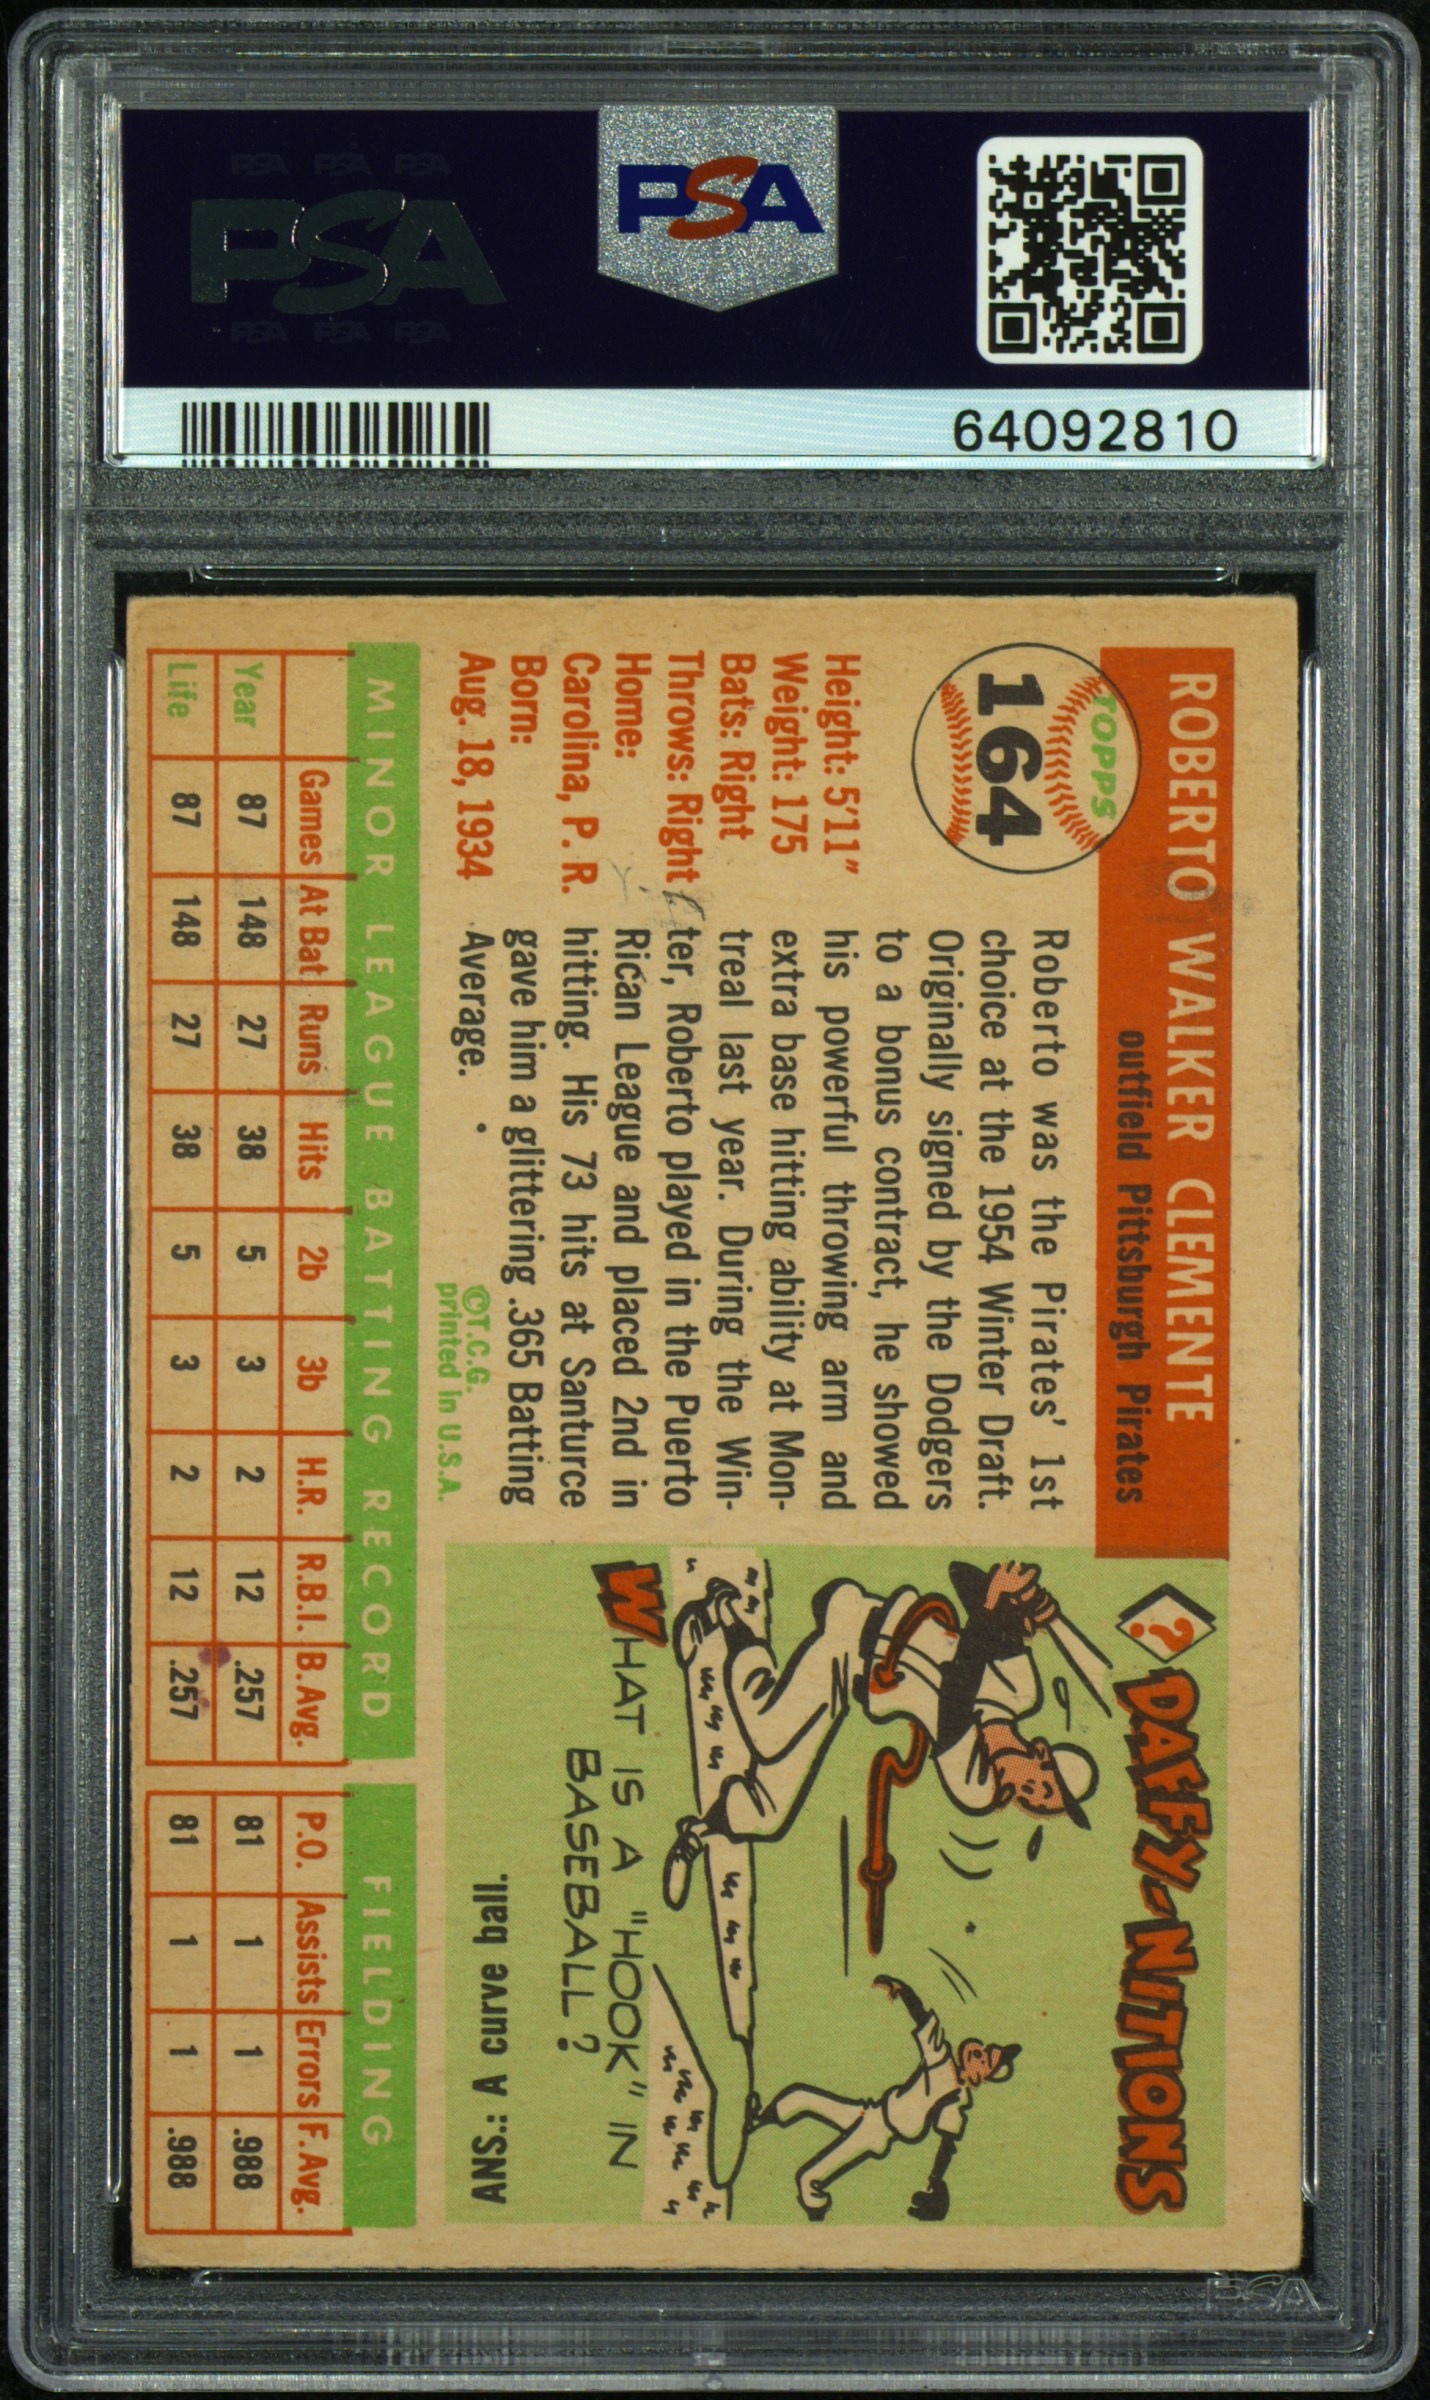 PSA PSA PSA
PSA
PSA PSA PSA
PSA
64092810
TOPPS
164
ROBERTO WALKER CLEMENTE
outfield Pittsburgh Pirates
Height: 5'11"
Weight: 175
Bats: Right
Throws: Right
Home:
Carolina, P. R.
Born:
Aug. 18, 1934
Roberto was the Pirates' 1st
choice at the 1954 Winter Draft.
Originally signed by the Dodgers
to a bonus contract, he showed
his powerful throwing arm and
extra base hitting ability at Mon-
treal last year. During the Win-
ter, Roberto played in the Puerto
Rican League and placed 2nd in
hitting. His 73 hits at Santurce
gave him a glittering .365 Batting
Average.
©T.C.G.
printed in U.S.A.
? DAFFY-NITIONS
WHAT IS A "HOOK" IN
BASEBALL?
ANS.: A curve ball.
MINOR LEAGUE BATTING RECORD FIELDING
Games At Bat Runs Hits 2b 3b H.R. R.B.I. B.Avg. P.O. Assists Errors F.Avg.
Year 87 148 27 38 5 3 2 12 .257 81 1 1 .988
Life 87 148 27 38 5 3 2 12 .257 81 1 1 .988
PSA